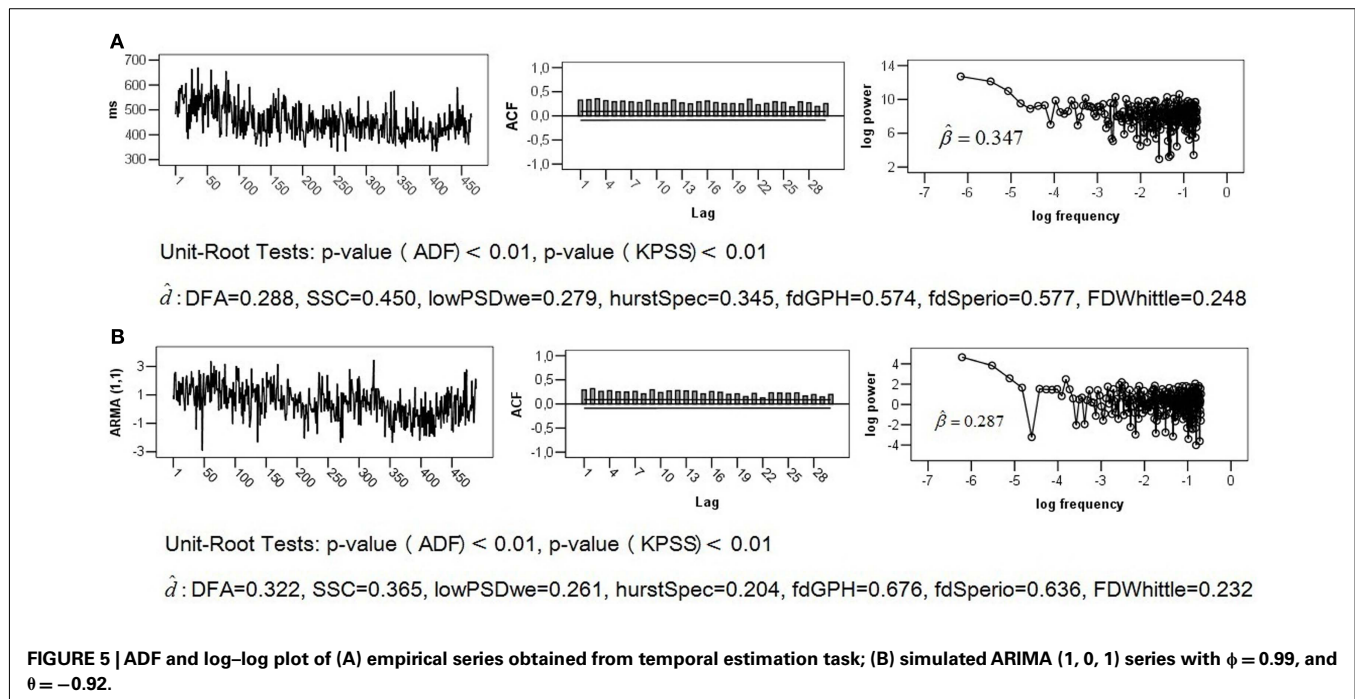 A
ms
700
600
500
400
300
1 50 100 150 200 250 300 350 400 450
ACF
1,0
0,5
0,0
-0,5
-1,0
1 4 7 10 13 16 19 22 25 28
Lag
log power
14
10
6
2
β̂ = 0.347
-7 -6 -5 -4 -3 -2 -1 0
log frequency
Unit-Root Tests: p-value ( ADF) < 0.01, p-value ( KPSS) < 0.01
d̂ : DFA=0.288, SSC=0.450, lowPSDwe=0.279, hurstSpec=0.345, fdGPH=0.574, fdSperio=0.577, FDWhittle=0.248
B
ARIMA (1,1)
3
1
-1
-3
1 50 100 150 200 250 300 350 400 450
ACF
1,0
0,5
0,0
-0,5
-1,0
1 4 7 10 13 16 19 22 25 28
Lag
log power
4
2
0
-2
-4
β̂ = 0.287
-7 -6 -5 -4 -3 -2 -1 0
log frequency
Unit-Root Tests: p-value ( ADF) < 0.01, p-value ( KPSS) < 0.01
d̂ : DFA=0.322, SSC=0.365, lowPSDwe=0.261, hurstSpec=0.204, fdGPH=0.676, fdSperio=0.636, FDWhittle=0.232
FIGURE 5 | ADF and log–log plot of (A) empirical series obtained from temporal estimation task; (B) simulated ARIMA (1, 0, 1) series with ϕ = 0.99, and
θ = −0.92.